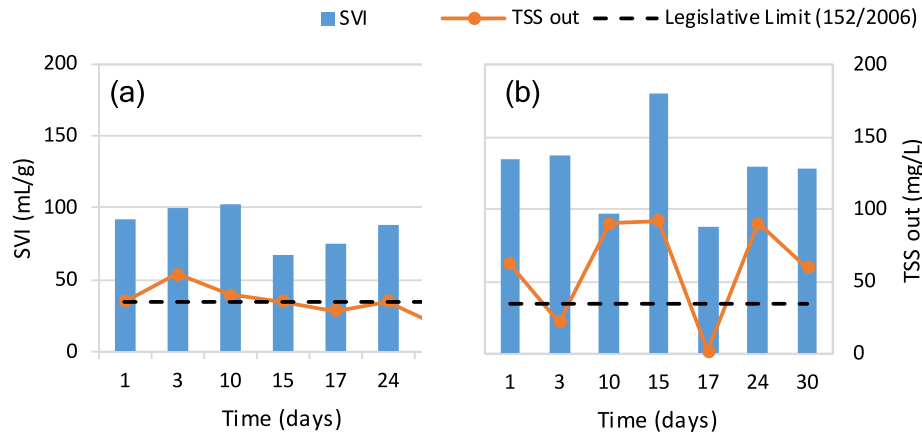 SVI TSS out Legislative Limit (152/2006)
(a)
200
150
100
50
0
SVI (mL/g)
1 3 10 15 17 24
Time (days)
(b)
200
150
100
50
0
TSS out (mg/L)
1 3 10 15 17 24 30
Time (days)